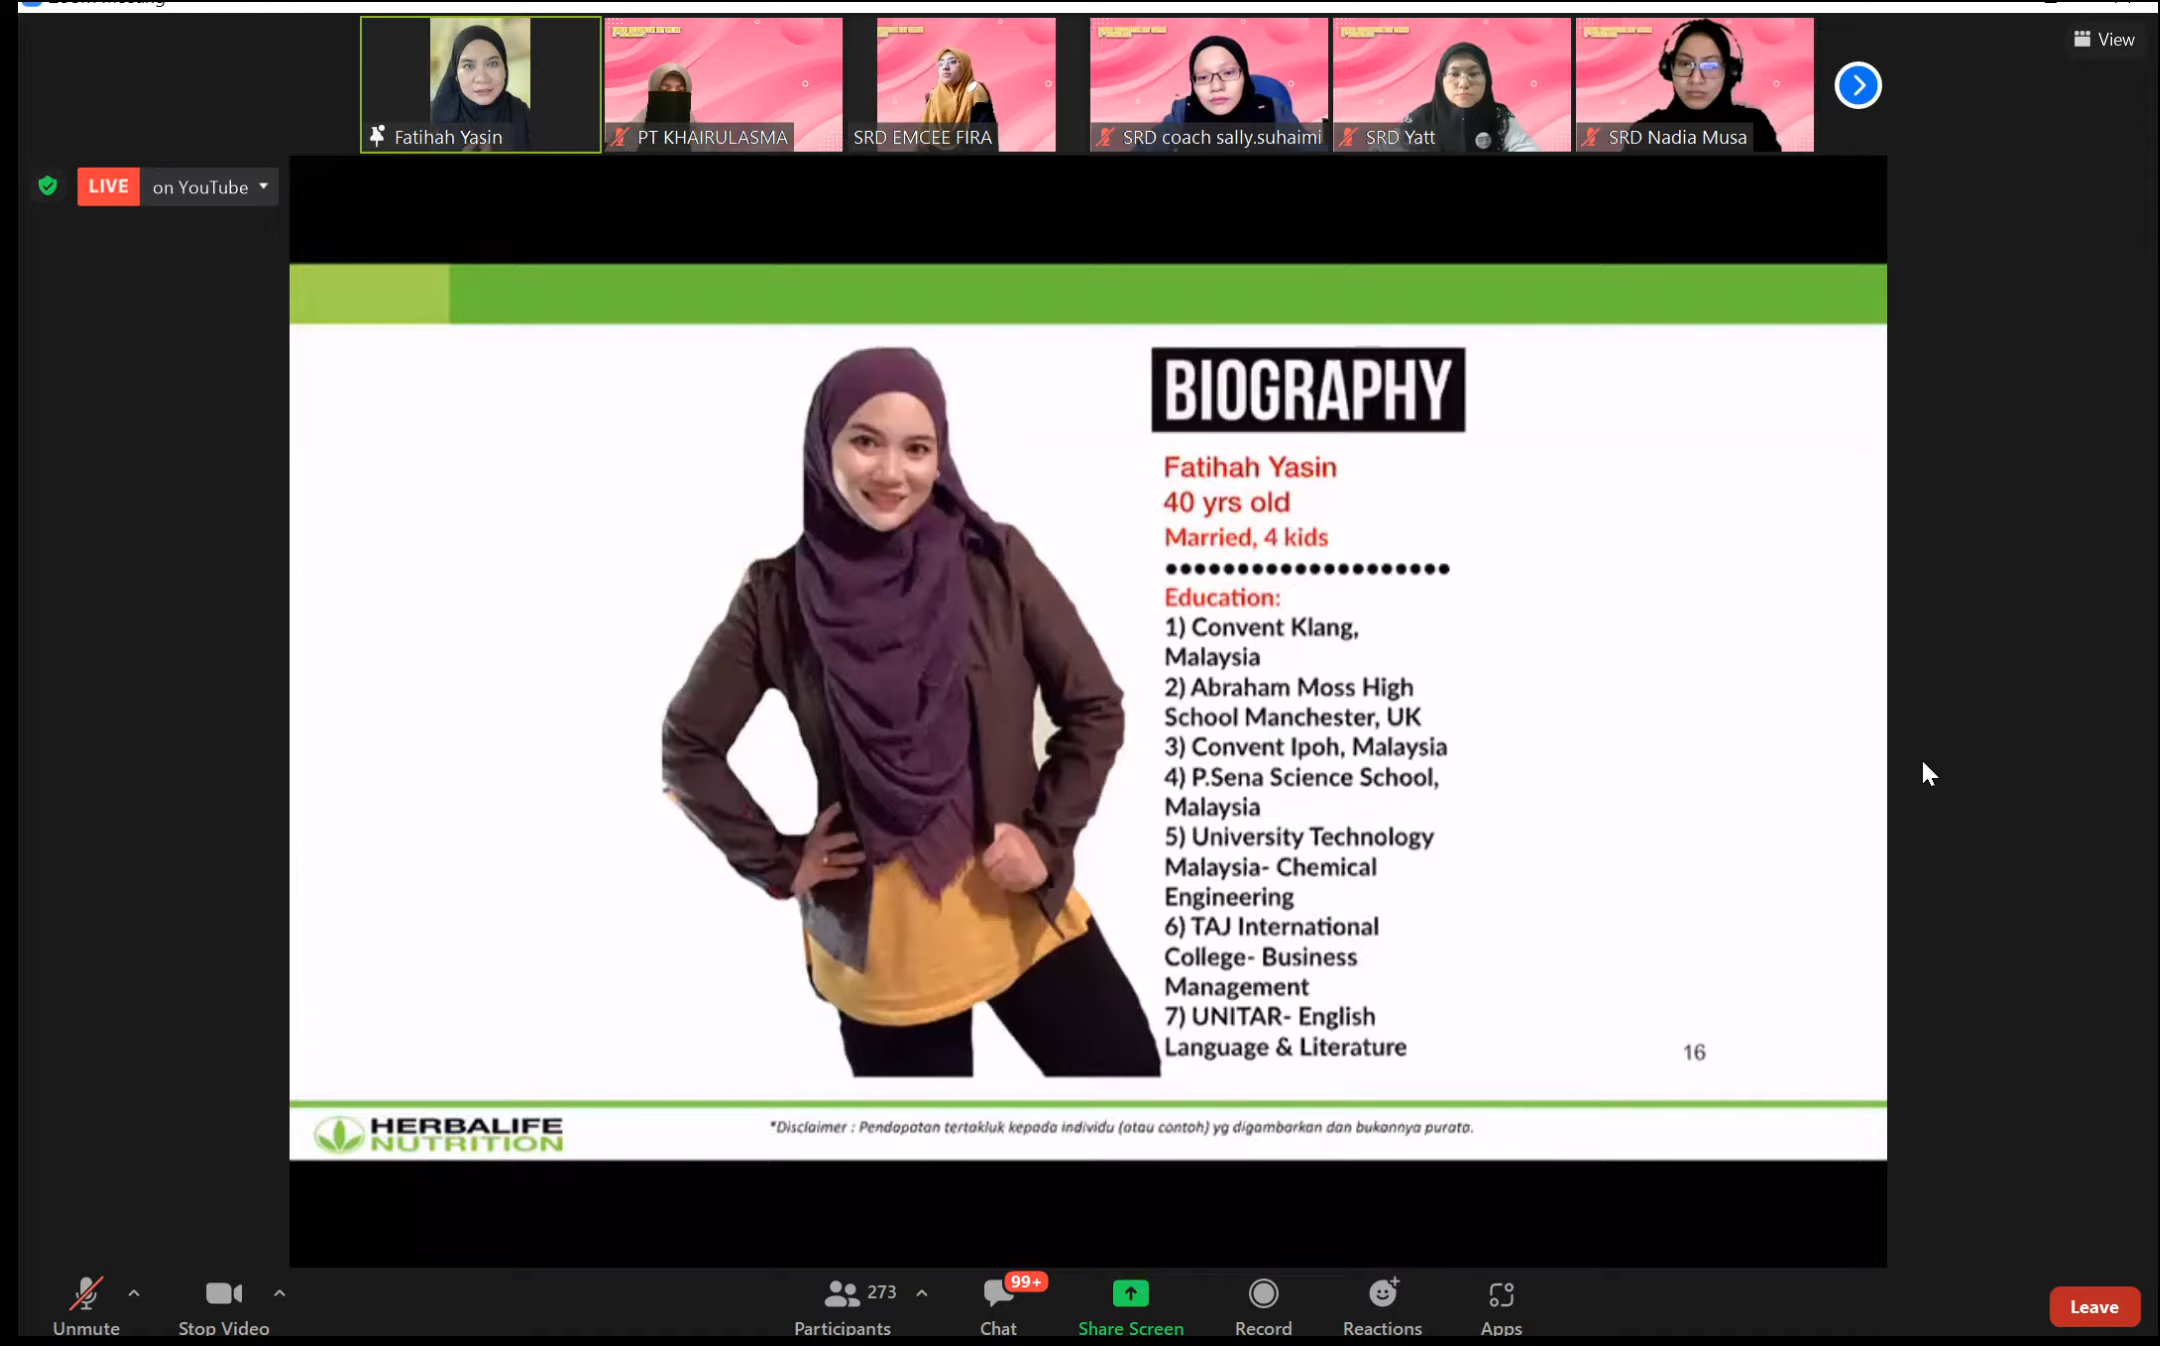 View
Fatihah Yasin
PT KHAIRULASMA
SRD EMCEE FIRA
SRD coach sally.suhaimi
SRD Yatt
SRD Nadia Musa
LIVE on YouTube
BIOGRAPHY
Fatihah Yasin
40 yrs old
Married, 4 kids
Education:
1) Convent Klang,
Malaysia
2) Abraham Moss High
School Manchester, UK
3) Convent Ipoh, Malaysia
4) P.Sena Science School,
Malaysia
5) University Technology
Malaysia- Chemical
Engineering
6) TAJ International
College- Business
Management
7) UNITAR- English
Language & Literature
16
HERBALIFE
NUTRITION
*Disclaimer : Pendapatan tertakluk kepada individu (atau contoh) yg digambarkan dan bukannya purata.
Unmute
Stop Video
273
Participants
99+
Chat
Share Screen
Record
Reactions
Apps
Leave